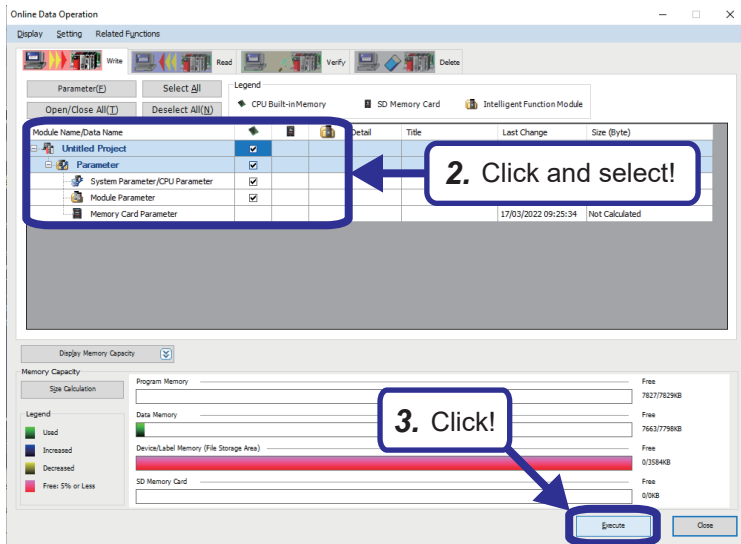 Online Data Operation
Display Setting Related Functions
Write Read Verify Delete
Parameter(F) Select All Legend
Open/Close All(T) Deselect All(N) CPU Built-in Memory SD Memory Card Intelligent Function Module
Module Name/Data Name Detail Title Last Change Size (Byte)
Untitled Project
Parameter
2. Click and select!
System Parameter/CPU Parameter
Module Parameter
Memory Card Parameter 17/03/2022 09:25:34 Not Calculated
Display Memory Capacity
Memory Capacity
Size Calculation
Program Memory Free
7827/7829KB
Legend
Used
Increased
Decreased
Free: 5% or Less
Data Memory Free
7663/7798KB
3. Click!
Device/Label Memory (File Storage Area) Free
0/3584KB
SD Memory Card Free
0/0KB
Execute Close